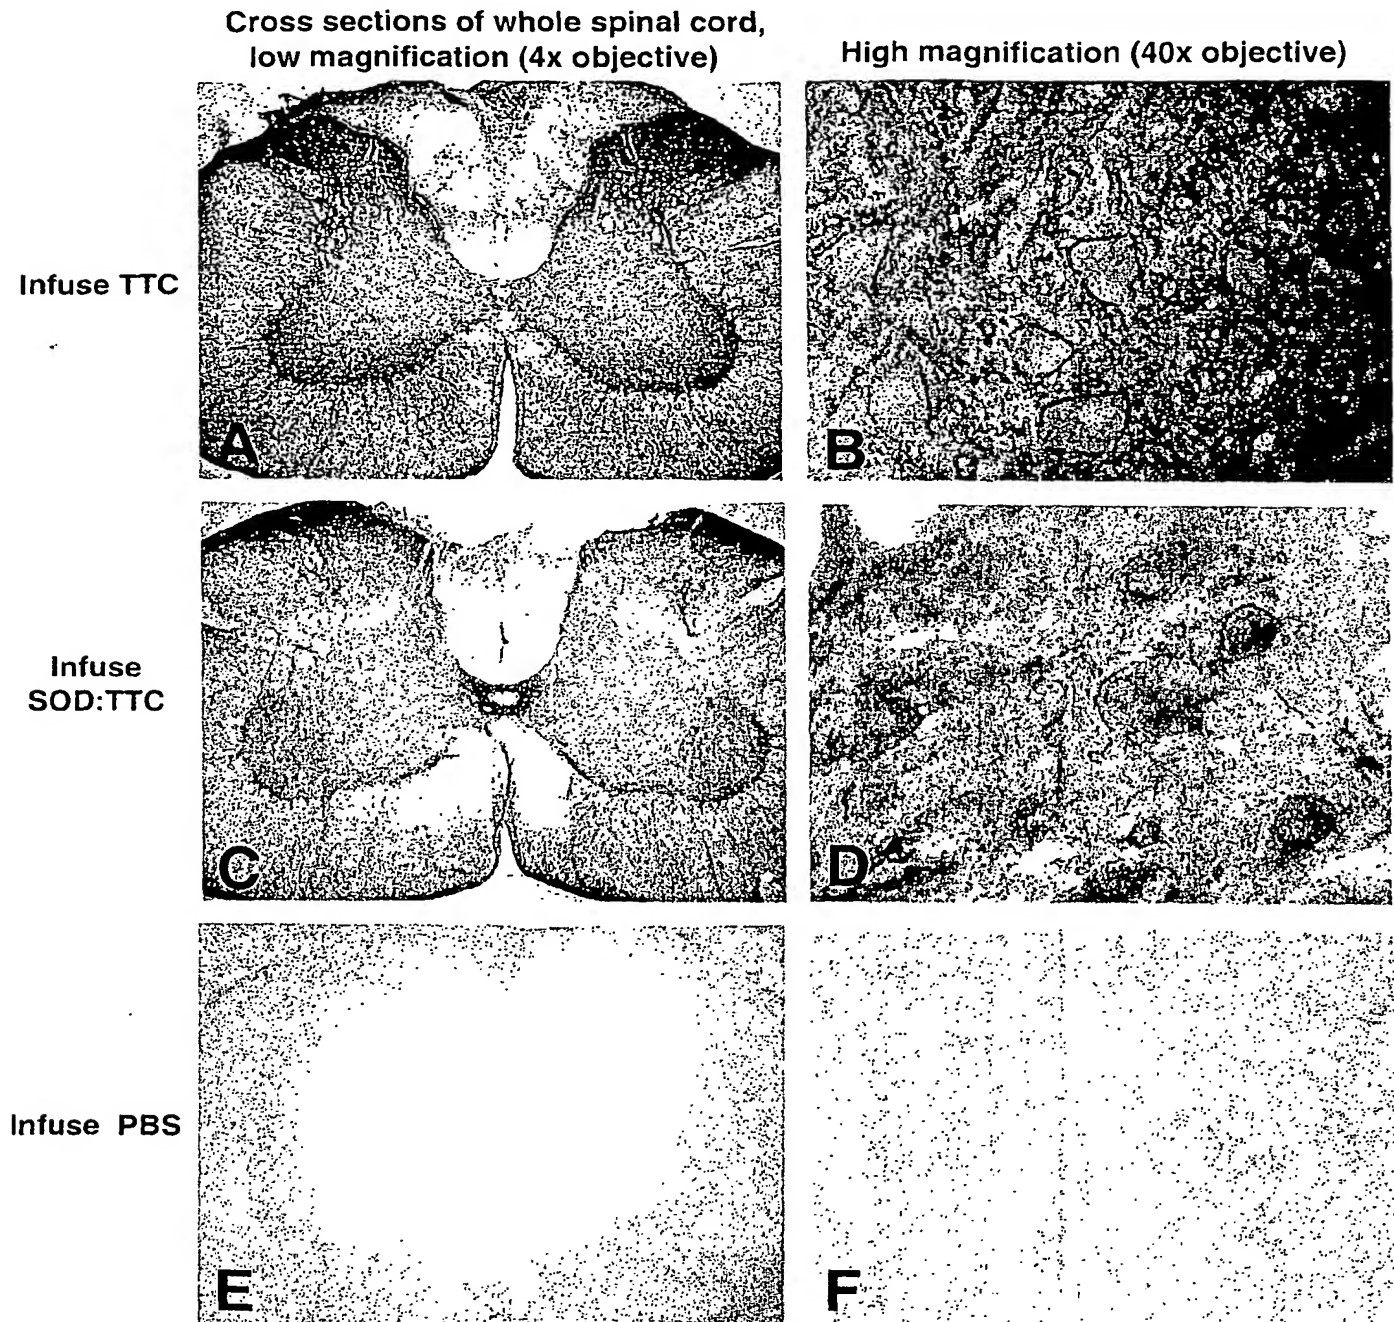 Cross sections of whole spinal cord,
low magnification (4x objective)
High magnification (40x objective)
Infuse TTC
A
B
Infuse
SOD:TTC
C
D
Infuse PBS
E
F